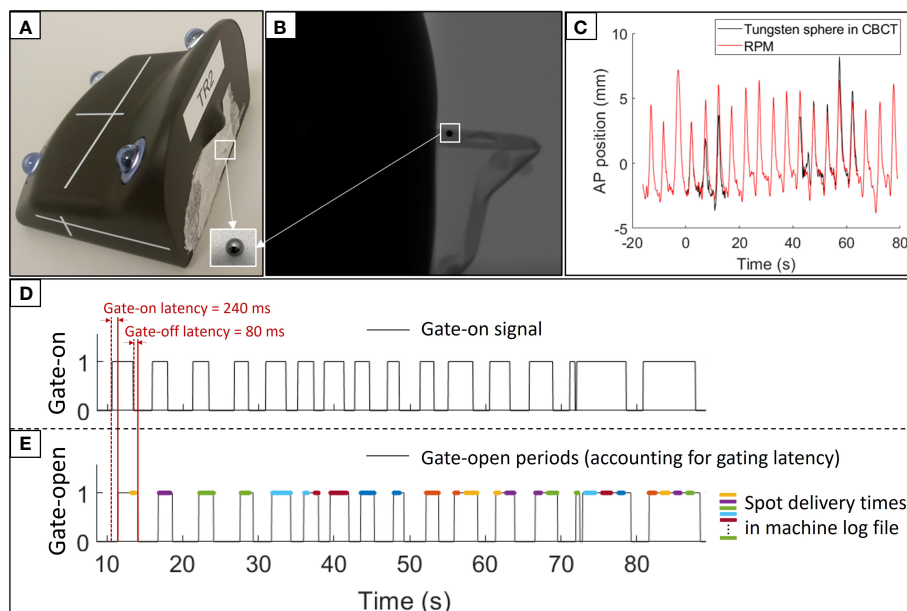 A
TR2
B
C
Tungsten sphere in CBCT
RPM
AP position (mm)
10
5
0
-5
-20 0 20 40 60 80
Time (s)
D
Gate-on latency = 240 ms
Gate-off latency = 80 ms
Gate-on signal
Gate-on
1
0
E
Gate-open periods (accounting for gating latency)
Gate-open
1
0
Spot delivery times
in machine log file
10 20 30 40 50 60 70 80
Time (s)